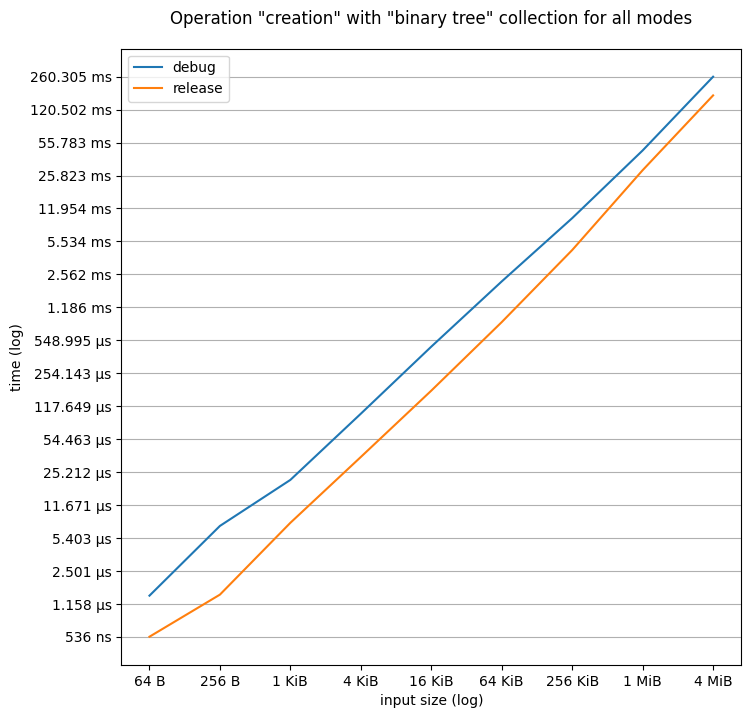 Operation "creation" with "binary tree" collection for all modes
debug
release
time (log)
260.305 ms
120.502 ms
55.783 ms
25.823 ms
11.954 ms
5.534 ms
2.562 ms
1.186 ms
548.995 µs
254.143 µs
117.649 µs
54.463 µs
25.212 µs
11.671 µs
5.403 µs
2.501 µs
1.158 µs
536 ns
64 B
256 B
1 KiB
4 KiB
16 KiB
64 KiB
256 KiB
1 MiB
4 MiB
input size (log)